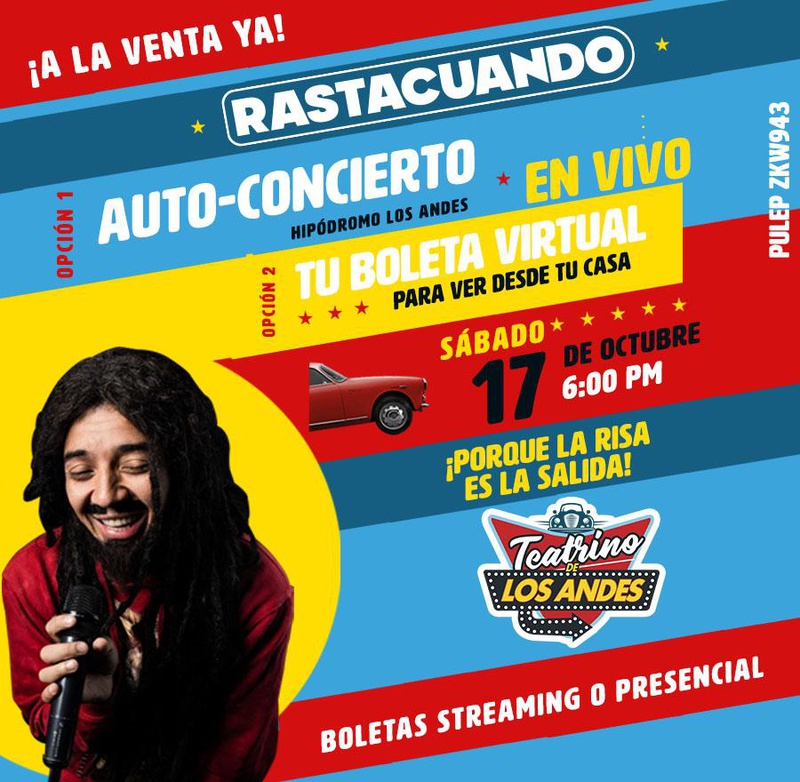 ¡A LA VENTA YA!
RASTACUANDO
PULEP ZKW943
OPCIÓN 1
AUTO-CONCIERTO
EN VIVO
HIPÓDROMO LOS ANDES
OPCIÓN 2
TU BOLETA VIRTUAL
PARA VER DESDE TU CASA
SÁBADO
17
DE OCTUBRE
6:00 PM
¡PORQUE LA RISA
ES LA SALIDA!
Teatrino
DE
LOS ANDES
BOLETAS STREAMING O PRESENCIAL